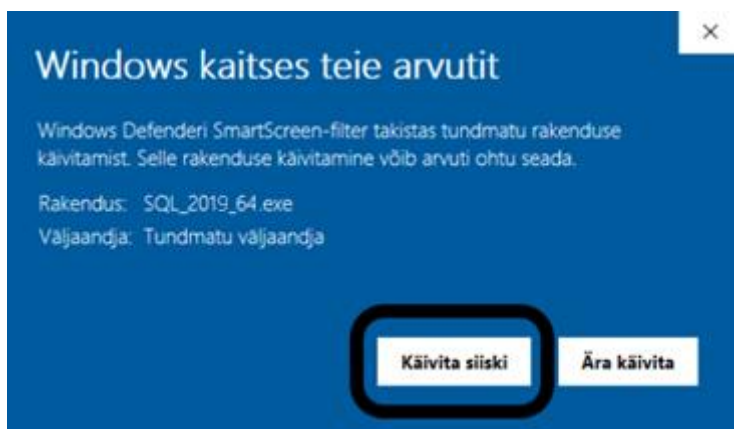 Windows kaitses teie arvutit
Windows Defenderi SmartScreen-filter takistas tundmatu rakenduse
käivitamist. Selle rakenduse käivitamine võib arvuti ohtu seada.
Rakendus: SQL_2019_64.exe
Väljaandja: Tundmatu väljaandja
Käivita siiski
Ära käivita